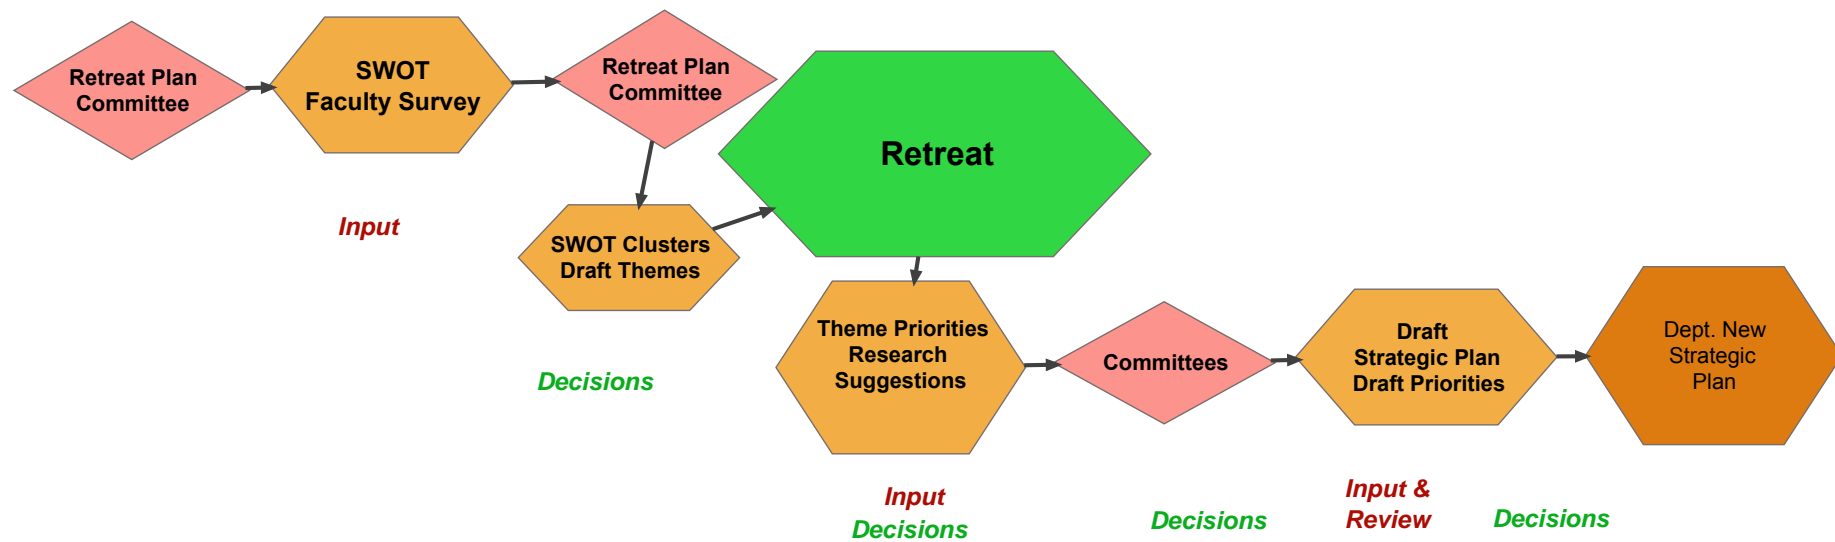 Retreat Plan
Committee
SWOT
Faculty Survey
Retreat Plan
Committee
Retreat
Input
SWOT Clusters
Draft Themes
Decisions
Theme Priorities
Research
Suggestions
Committees
Draft
Strategic Plan
Draft Priorities
Dept. New
Strategic
Plan
Input
Decisions
Decisions
Input &
Review
Decisions